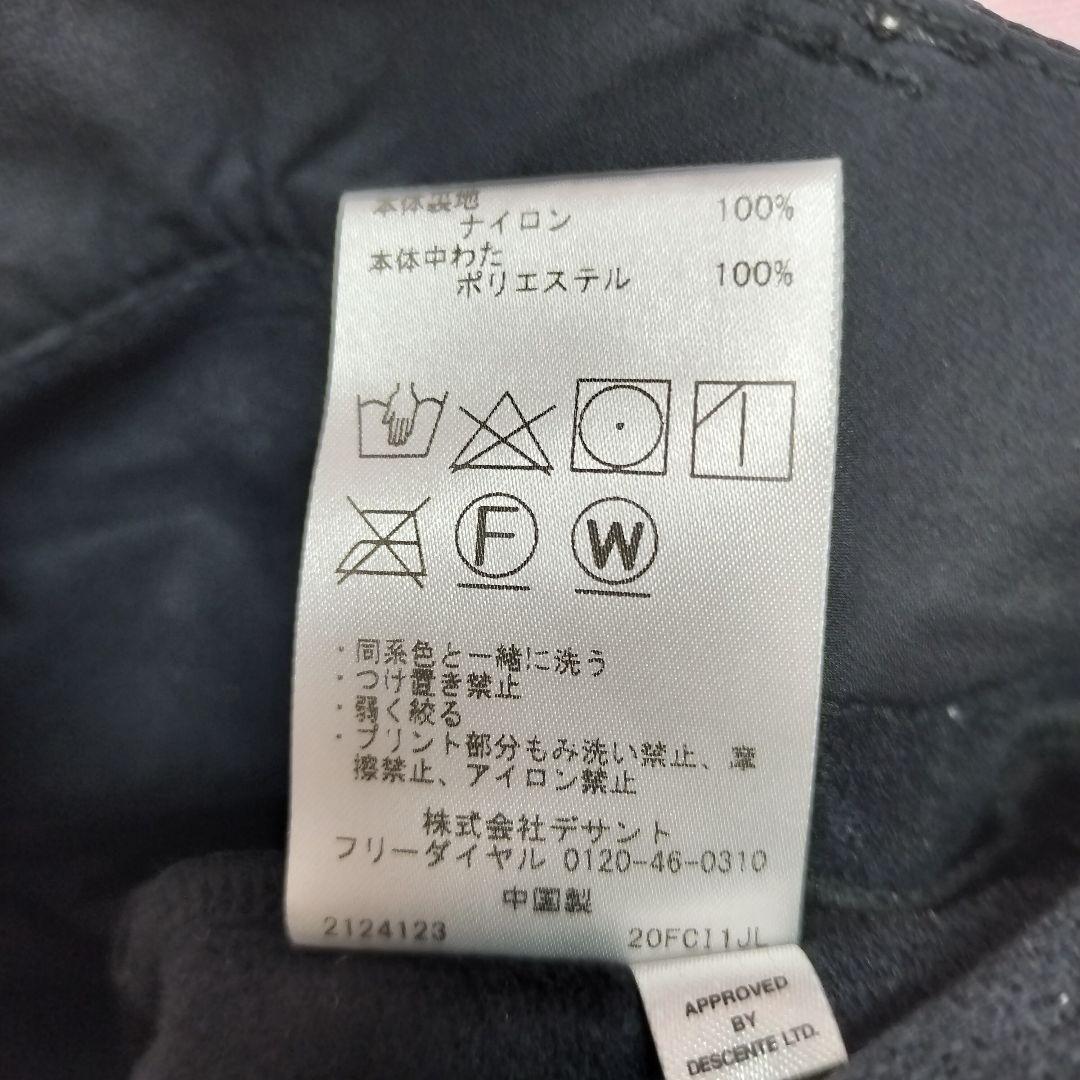 本体裏地
ナイロン 100%
本体中わた
ポリエステル 100%
F W
・同系色と一緒に洗う
・つけ置き禁止
・弱く絞る
・プリント部分もみ洗い禁止、摩
擦禁止、アイロン禁止
株式会社デサント
フリーダイヤル 0120-46-0310
中国製
2124123 20FCI1JL
APPROVED
BY
DESCENTE LTD.